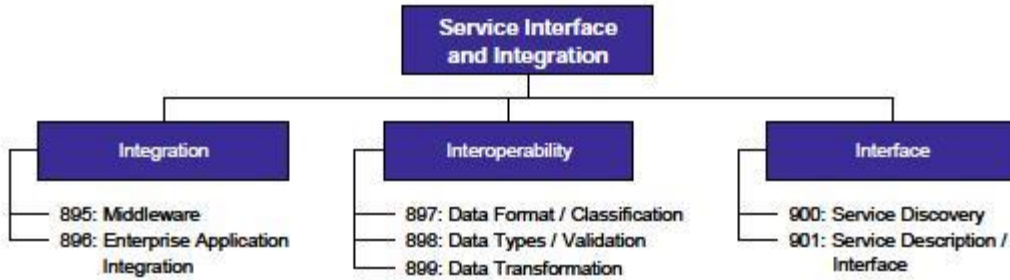 Service Interface
and Integration
Integration
895: Middleware
896: Enterprise Application
Integration
Interoperability
897: Data Format / Classification
898: Data Types / Validation
899: Data Transformation
Interface
900: Service Discovery
901: Service Description /
Interface